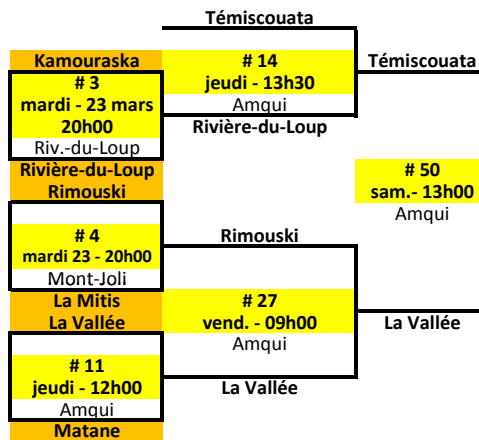 Témiscouata
Kamouraska
# 14
Témiscouata
# 3
jeudi - 13h30
mardi - 23 mars
Amqui
20h00
Rivière-du-Loup
Riv.-du-Loup
Rivière-du-Loup
# 50
Rimouski
sam.- 13h00
Amqui
# 4
Rimouski
mardi 23 - 20h00
Mont-Joli
La Mitis
# 27
La Vallée
vend. - 09h00
La Vallée
Amqui
# 11
jeudi - 12h00
La Vallée
Amqui
Matane